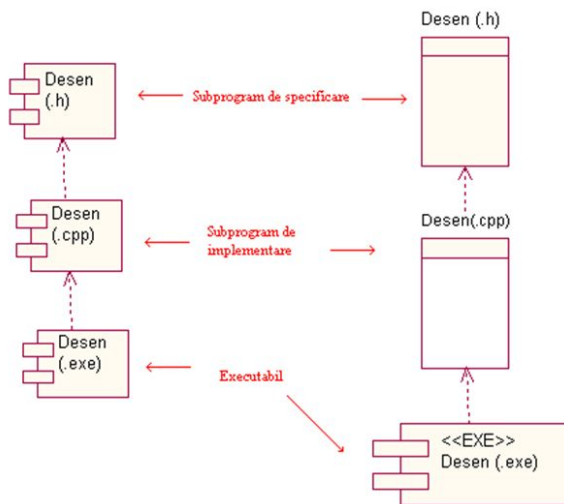 Desen (.h)
Desen
(.h)
Subprogram de specificare
Desen
(.cpp)
Subprogram de
implementare
Desen(.cpp)
Desen
(.exe)
Executabil
<<EXE>>
Desen (.exe)